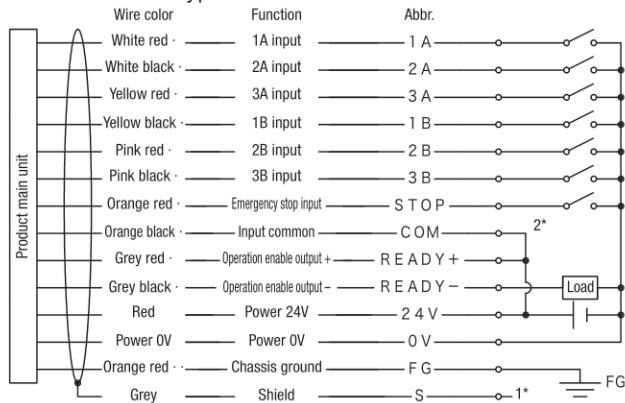 Wire color Function Abbr.
White red · 1A input 1 A
White black · 2A input 2 A
Yellow red · 3A input 3 A
Yellow black · 1B input 1 B
Pink red · 2B input 2 B
Pink black · 3B input 3 B
Orange red · Emergency stop input S T O P
Orange black · Input common C O M 2*
Grey red · Operation enable output + R E A D Y +
Grey black · Operation enable output – R E A D Y – Load
Red Power 24V 2 4 V
Power 0V Power 0V 0 V
Orange red · · Chassis ground F G FG
Grey Shield S 1*
Product main unit